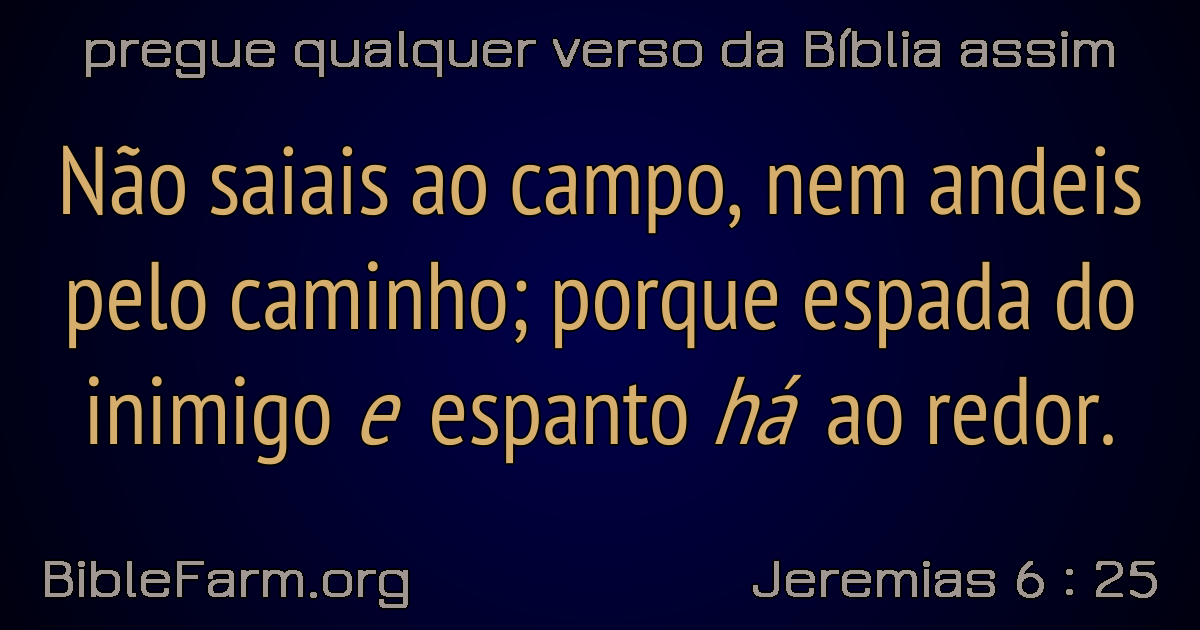 pregue qualquer verso da Bíblia assim
Não saiais ao campo, nem andeis
pelo caminho; porque espada do
inimigo e espanto há ao redor.
BibleFarm.org
Jeremias 6 : 25